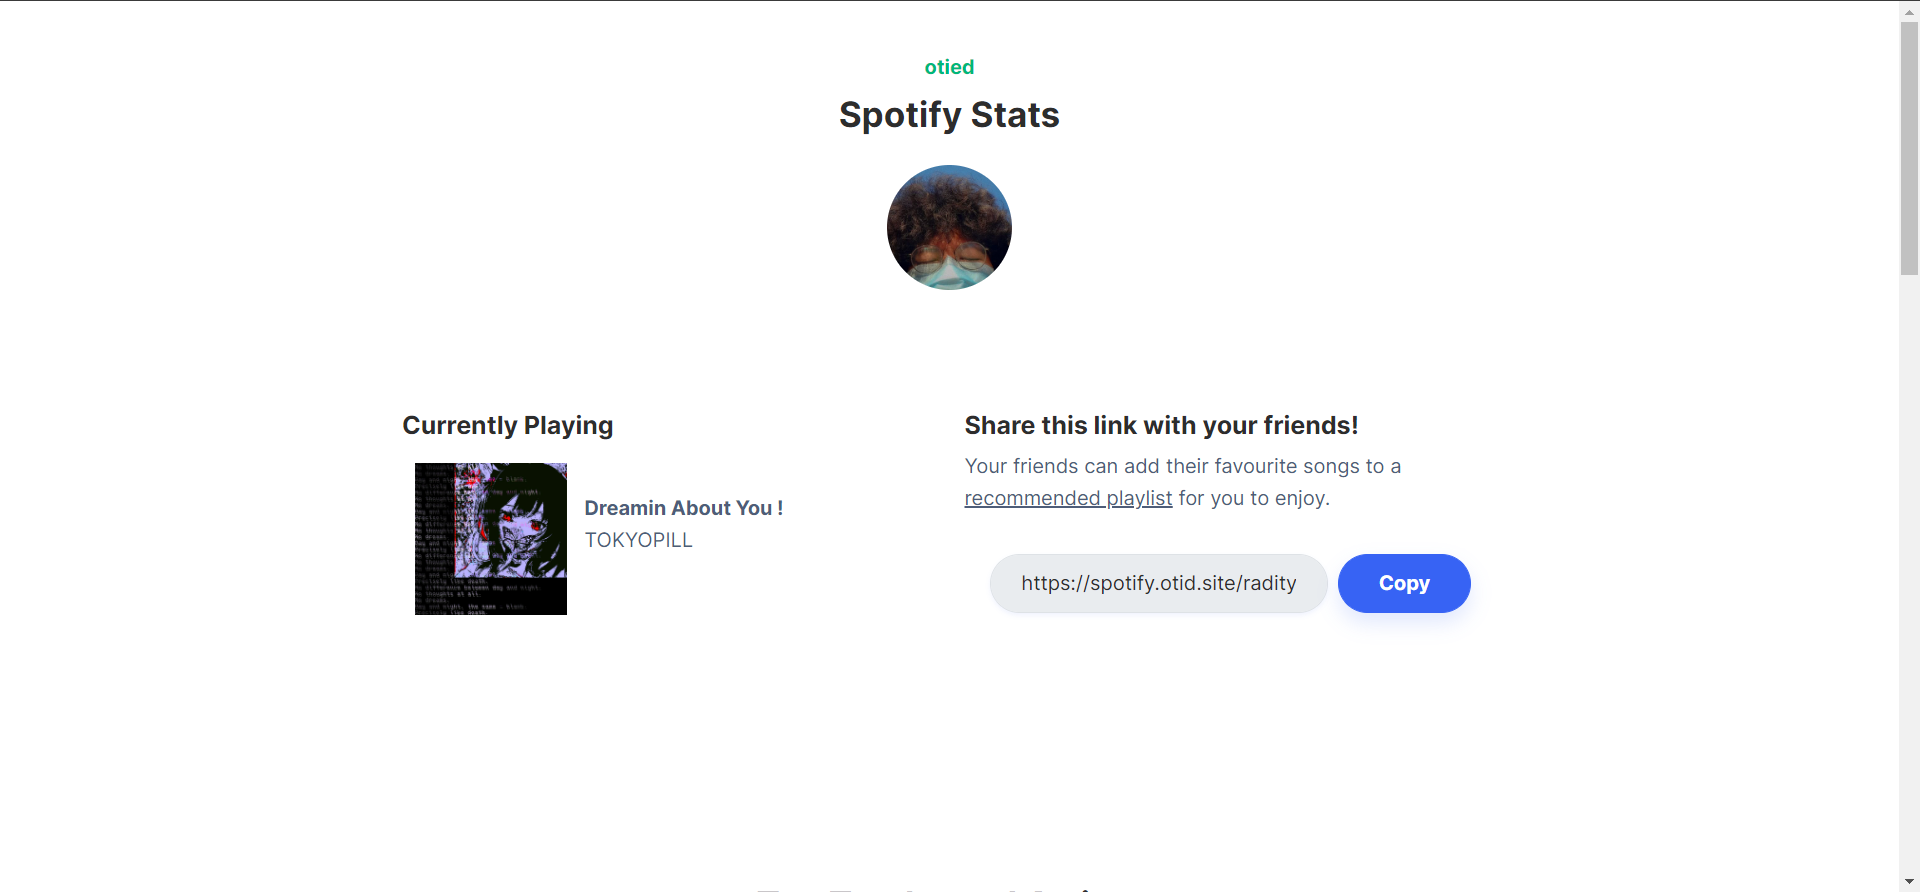 otied
Spotify Stats
Currently Playing
Dreamin About You !
TOKYOPILL
Share this link with your friends!
Your friends can add their favourite songs to a
recommended playlist for you to enjoy.
https://spotify.otid.site/radity
Copy